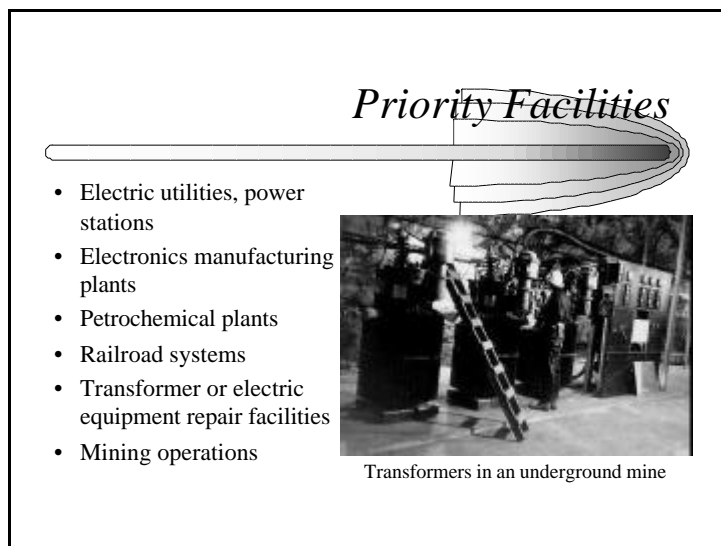 Priority Facilities
• Electric utilities, power
stations
• Electronics manufacturing
plants
• Petrochemical plants
• Railroad systems
• Transformer or electric
equipment repair facilities
• Mining operations
Transformers in an underground mine